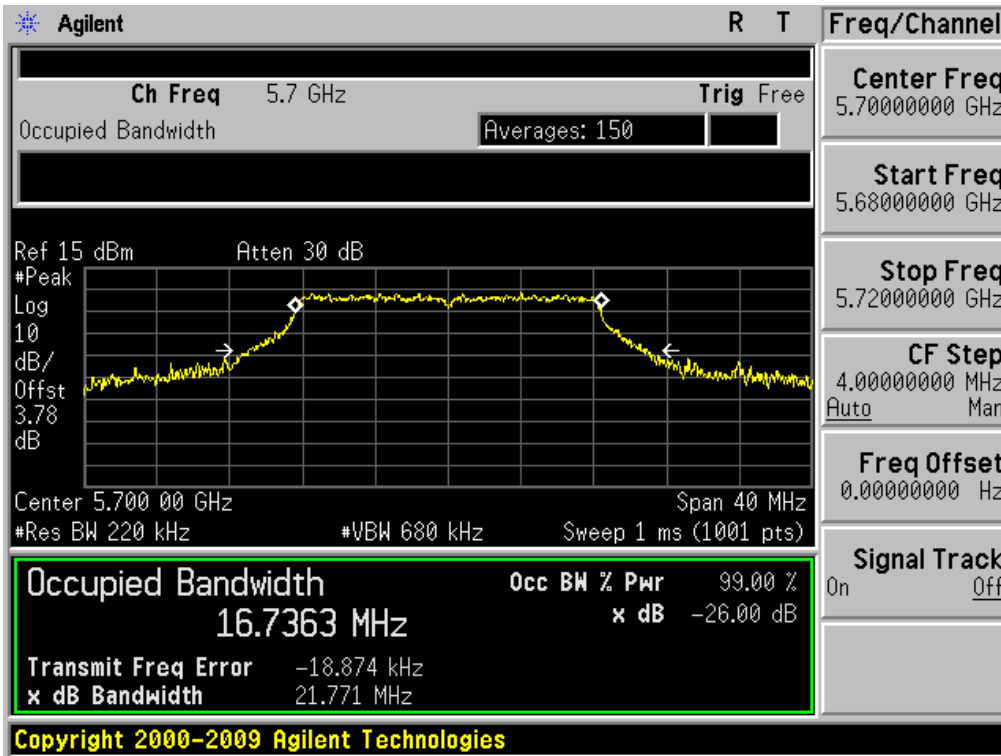 Agilent R T
Freq/Channel
Ch Freq 5.7 GHz Trig Free
Occupied Bandwidth Averages: 150
Center Freq
5.70000000 GHz
Start Freq
5.68000000 GHz
Stop Freq
5.72000000 GHz
CF Step
4.00000000 MHz
Auto Man
Freq Offset
0.00000000 Hz
Signal Track
On Off
Ref 15 dBm Atten 30 dB
#Peak
Log
10
dB/
Offst
3.78
dB
Center 5.700 00 GHz Span 40 MHz
#Res BW 220 kHz #VBW 680 kHz Sweep 1 ms (1001 pts)
Occupied Bandwidth Occ BW % Pwr 99.00 %
16.7363 MHz x dB -26.00 dB
Transmit Freq Error -18.874 kHz
x dB Bandwidth 21.771 MHz
Copyright 2000-2009 Agilent Technologies